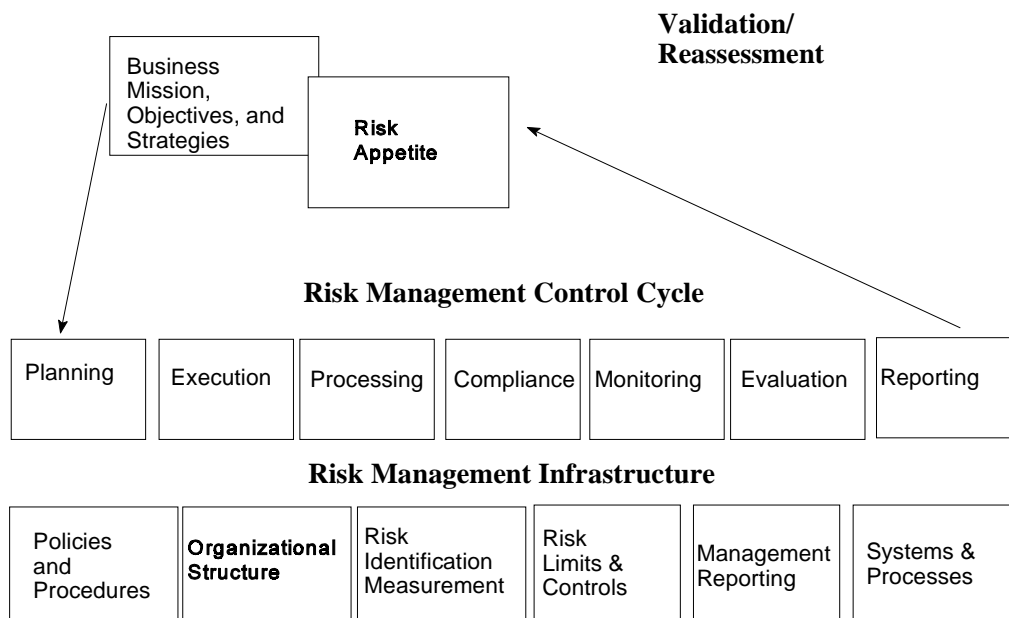 Validation/
Reassessment
Business
Mission,
Objectives, and
Strategies
Risk
Appetite
Risk Management Control Cycle
Planning
Execution
Processing
Compliance
Monitoring
Evaluation
Reporting
Risk Management Infrastructure
Policies
and
Procedures
Organizational
Structure
Risk
Identification
Measurement
Risk
Limits &
Controls
Management
Reporting
Systems &
Processes